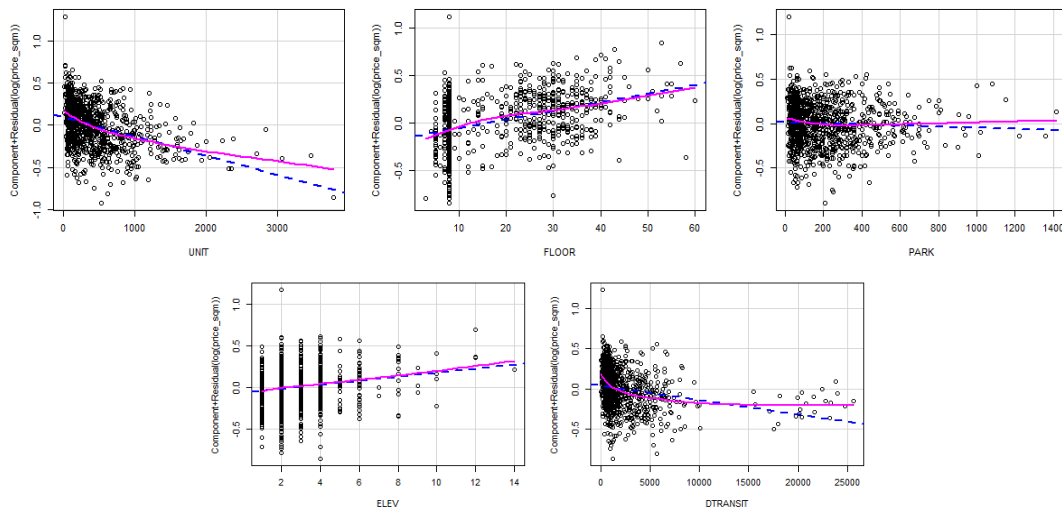 Component+Residual(log(price_sqm))
1.0
0.5
0.0
-0.5
-1.0
0 1000 2000 3000
UNIT
Component+Residual(log(price_sqm))
1.0
0.5
0.0
-0.5
10 20 30 40 50 60
FLOOR
Component+Residual(log(price_sqm))
1.0
0.5
0.0
-0.5
0 200 400 600 800 1000 1200 1400
PARK
Component+Residual(log(price_sqm))
1.0
0.5
0.0
-0.5
2 4 6 8 10 12 14
ELEV
Component+Residual(log(price_sqm))
1.0
0.5
0.0
-0.5
0 5000 10000 15000 20000 25000
DTRANSIT